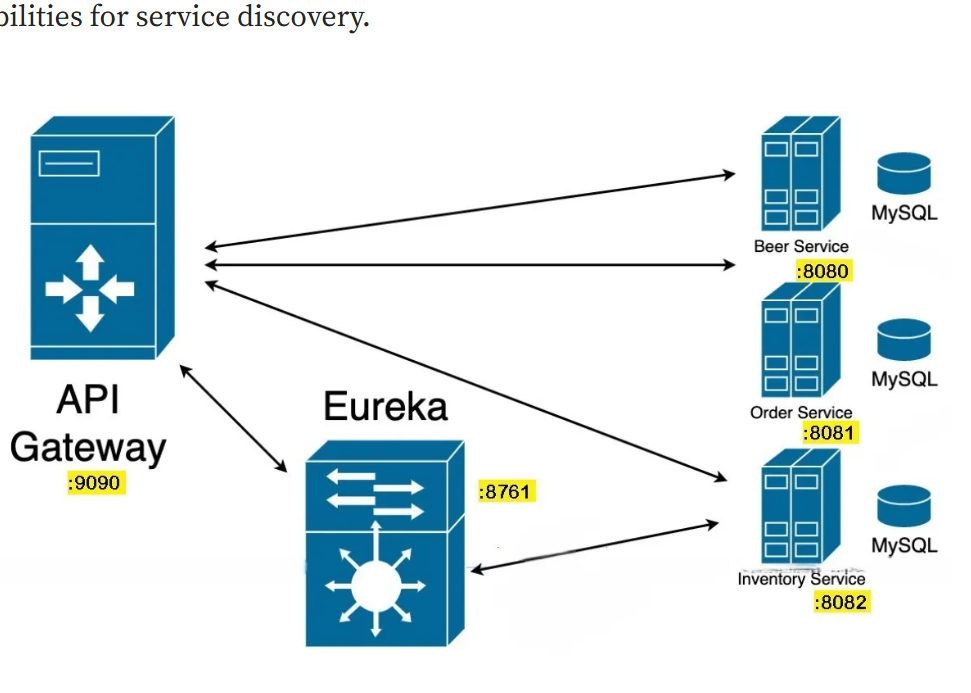 service discovery.
bilities for
API
Gateway
:9090
Eureka
:8761
Beer Service
:8080
MySQL
Order Service
:8081
MySQL
Inventory Service
:8082
MySQL